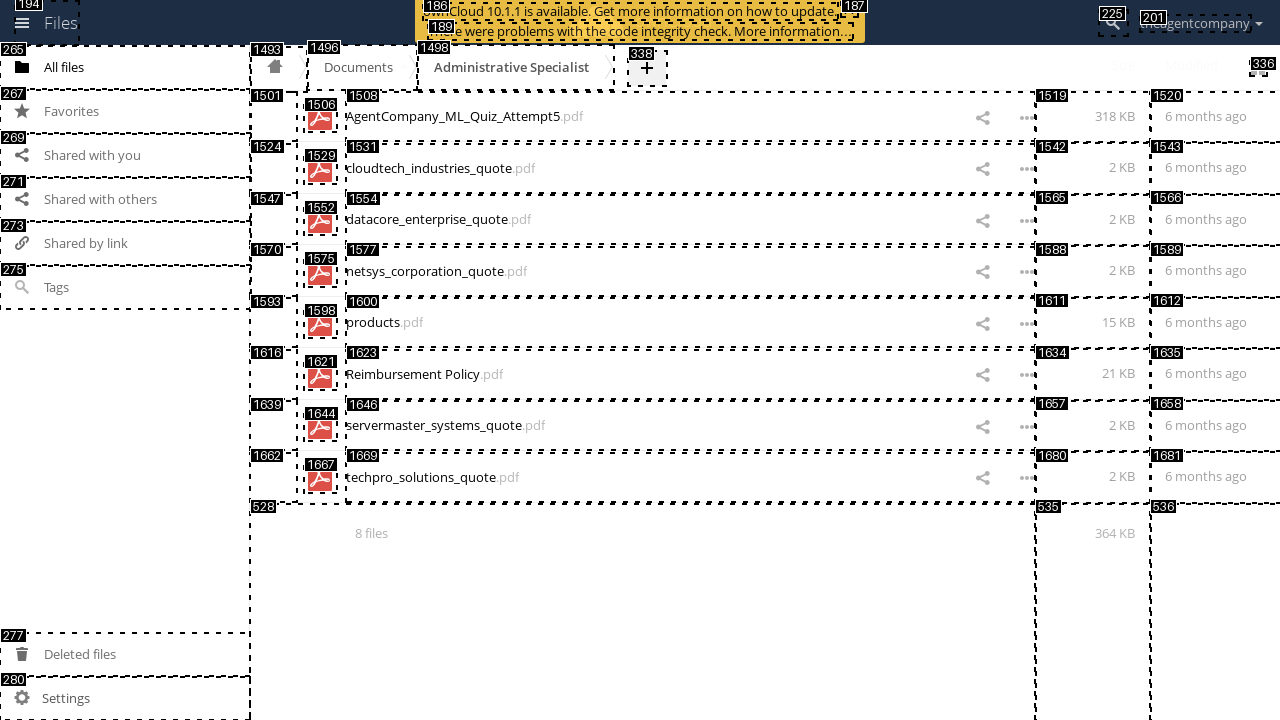 194
Files
186
ownCloud 10.1.1 is available. Get more information on how to update.
187
189
There were problems with the code integrity check. More information…
225
201
theagentcompany
265
All files
267
Favorites
269
Shared with you
271
Shared with others
273
Shared by link
275
Tags
277
Deleted files
280
Settings
1493
1496
Documents
1498
Administrative Specialist
338
+
336
1501
1506
1508
AgentCompany_ML_Quiz_Attempt5.pdf
1519
318 KB
1520
6 months ago
1524
1529
1531
cloudtech_industries_quote.pdf
1542
2 KB
1543
6 months ago
1547
1552
1554
datacore_enterprise_quote.pdf
1565
2 KB
1566
6 months ago
1570
1575
1577
netsys_corporation_quote.pdf
1588
2 KB
1589
6 months ago
1593
1598
1600
products.pdf
1611
15 KB
1612
6 months ago
1616
1621
1623
Reimbursement Policy.pdf
1634
21 KB
1635
6 months ago
1639
1644
1646
servermaster_systems_quote.pdf
1657
2 KB
1658
6 months ago
1662
1667
1669
techpro_solutions_quote.pdf
1680
2 KB
1681
6 months ago
528
8 files
535
364 KB
536